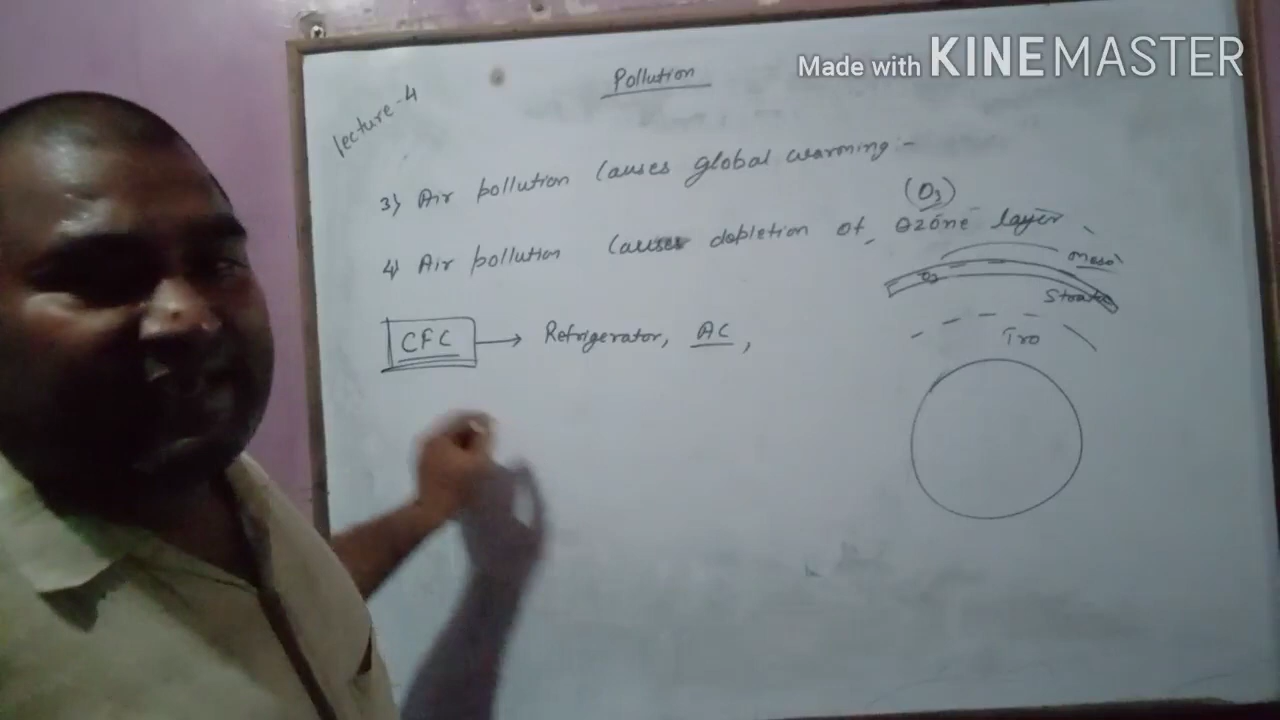 Made with KINEMASTER
Pollution
lecture-4
3) Air pollution causes global warming :-
(O3)
4) Air pollution causes depletion of Ozone layer
Meso
O3
Strato
CFC → Refrigerator, AC,
Tro